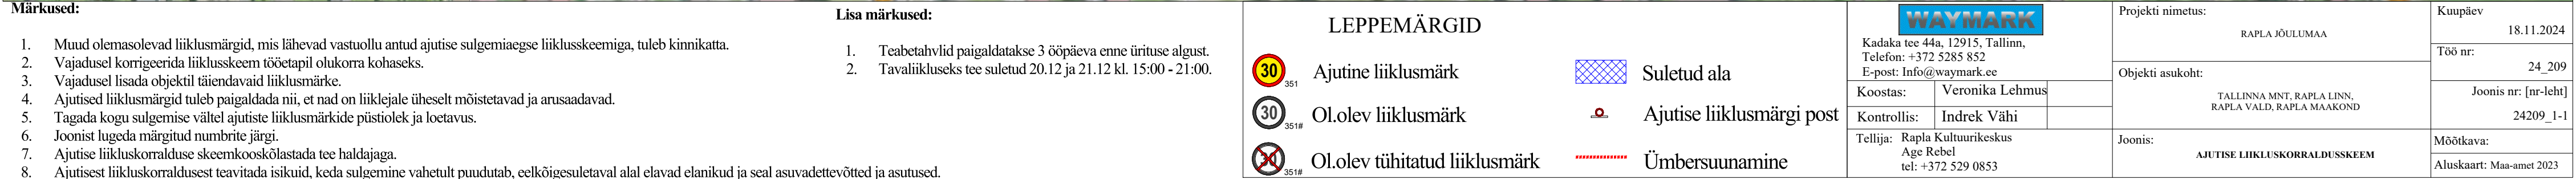 Märkused:
1. Muud olemasolevad liiklusmärgid, mis lähevad vastuollu antud ajutise sulgemiaegse liiklusskeemiga, tuleb kinnikatta.
2. Vajadusel korrigeerida liiklusskeem tööetapil olukorra kohaseks.
3. Vajadusel lisada objektil täiendavaid liiklusmärke.
4. Ajutised liiklusmärgid tuleb paigaldada nii, et nad on liiklejale üheselt mõistetavad ja arusaadavad.
5. Tagada kogu sulgemise vältel ajutiste liiklusmärkide püstiolek ja loetavus.
6. Joonist lugeda märgitud numbrite järgi.
7. Ajutise liikluskorralduse skeemkooskõlastada tee haldajaga.
8. Ajutisest liikluskorraldusest teavitada isikuid, keda sulgemine vahetult puudutab, eelkõigesuletaval alal elavad elanikud ja seal asuvadettevõtted ja asutused.
Lisa märkused:
1. Teabetahvlid paigaldatakse 3 ööpäeva enne ürituse algust.
2. Tavaliikluseks tee suletud 20.12 ja 21.12 kl. 15:00 - 21:00.
LEPPEMÄRGID
30 351 Ajutine liiklusmärk
30 351# Ol.olev liiklusmärk
30 351# Ol.olev tühitatud liiklusmärk
Suletud ala
Ajutise liiklusmärgi post
Ümbersuunamine
WAYMARK
Kadaka tee 44a, 12915, Tallinn,
Telefon: +372 5285 852
E-post: Info@waymark.ee
Koostas: Veronika Lehmus
Kontrollis: Indrek Vähi
Tellija: Rapla Kultuurikeskus
Age Rebel
tel: +372 529 0853
Projekti nimetus:
RAPLA JÕULUMAA
Objekti asukoht:
TALLINNA MNT, RAPLA LINN,
RAPLA VALD, RAPLA MAAKOND
Joonis:
AJUTISE LIIKLUSKORRALDUSSKEEM
Kuupäev
18.11.2024
Töö nr:
24_209
Joonis nr: [nr-leht]
24209_1-1
Mõõtkava:
Aluskaart: Maa-amet 2023